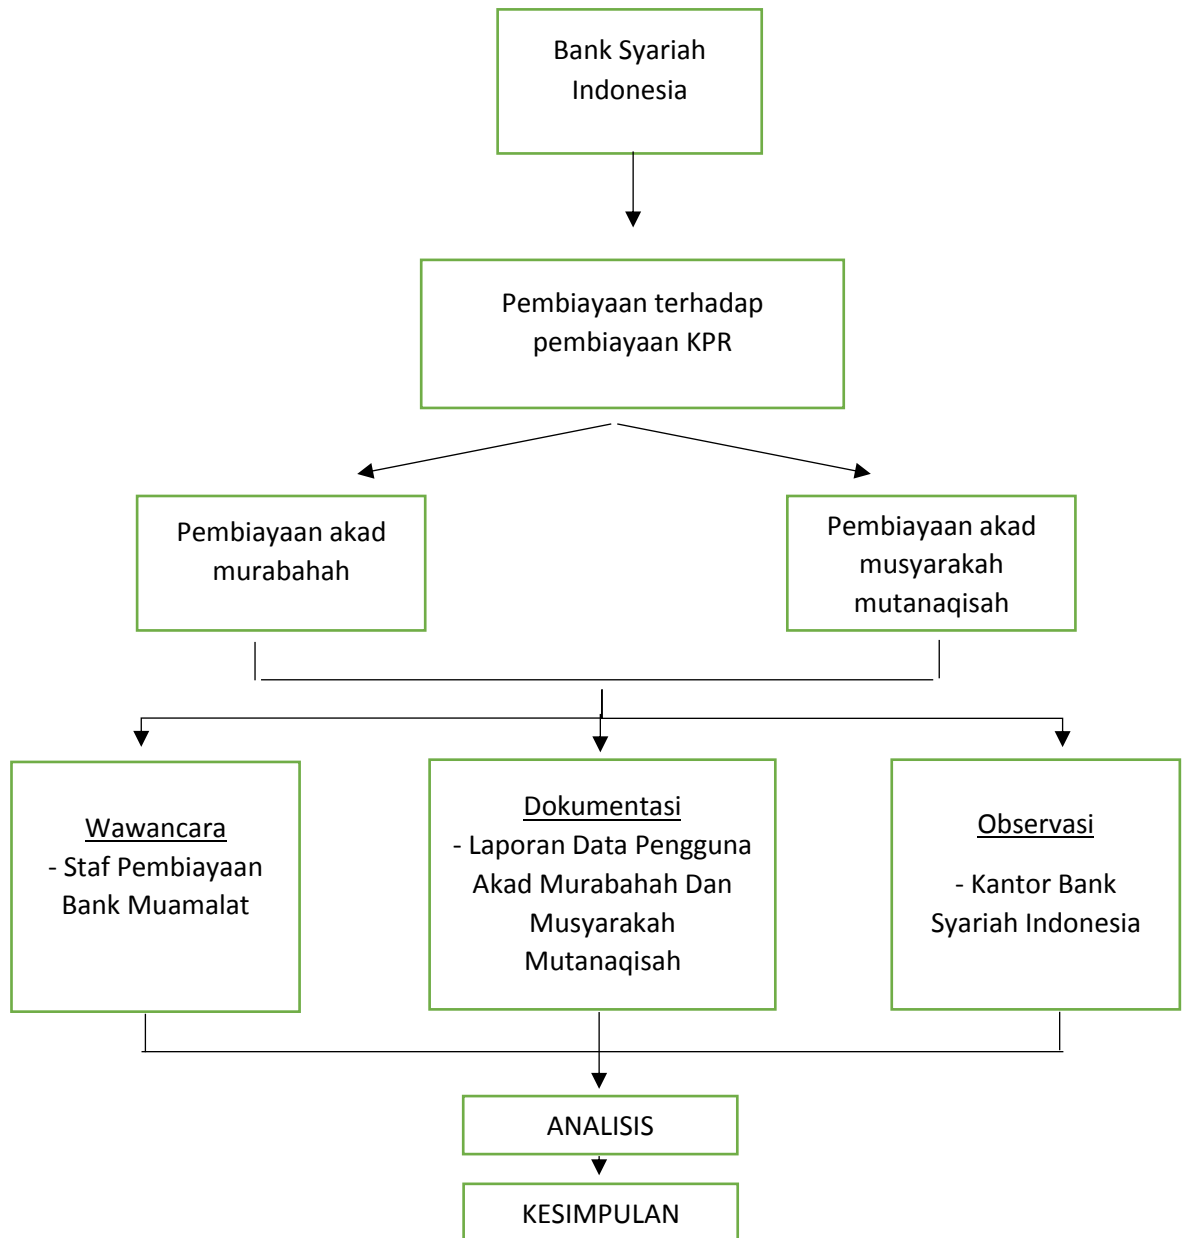 Bank Syariah
Indonesia
Pembiayaan terhadap
pembiayaan KPR
Pembiayaan akad
murabahah
Pembiayaan akad
musyarakah
mutanaqisah
Wawancara
- Staf Pembiayaan
Bank Muamalat
Dokumentasi
- Laporan Data Pengguna
Akad Murabahah Dan
Musyarakah
Mutanaqisah
Observasi
- Kantor Bank
Syariah Indonesia
ANALISIS
KESIMPULAN